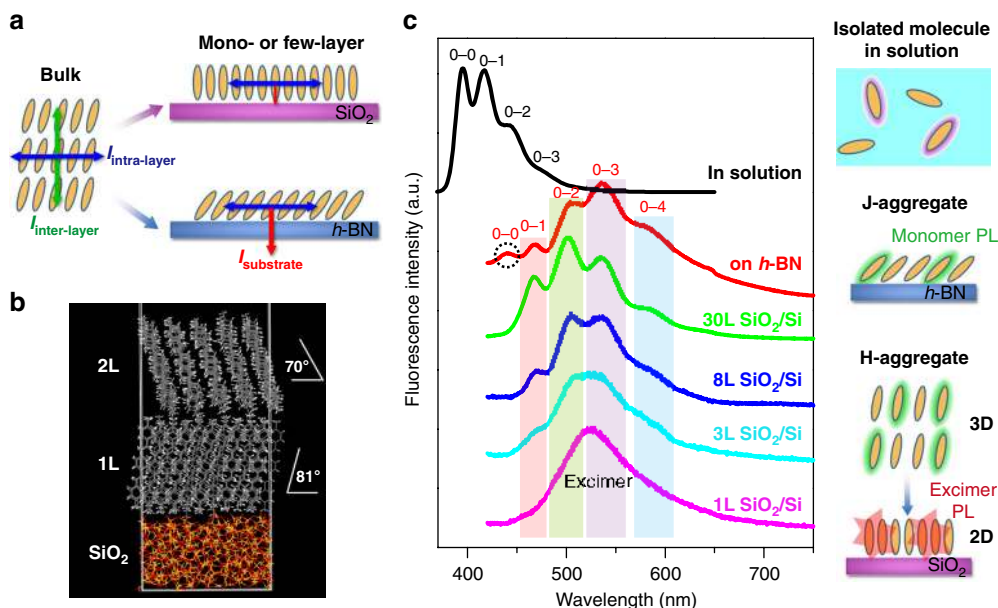 a
Bulk
I intra-layer
I inter-layer
Mono- or few-layer
SiO2
h-BN
I substrate
b
2L
70°
1L
81°
SiO2
c
0–0
0–1
0–2
0–3
In solution
0–0
0–1
0–2
0–3
0–4
on h-BN
30L SiO2/Si
8L SiO2/Si
3L SiO2/Si
Excimer
1L SiO2/Si
Fluorescence intensity (a.u.)
400 500 600 700
Wavelength (nm)
Isolated molecule
in solution
J-aggregate
Monomer PL
h-BN
H-aggregate
3D
Excimer
PL
2D
SiO2